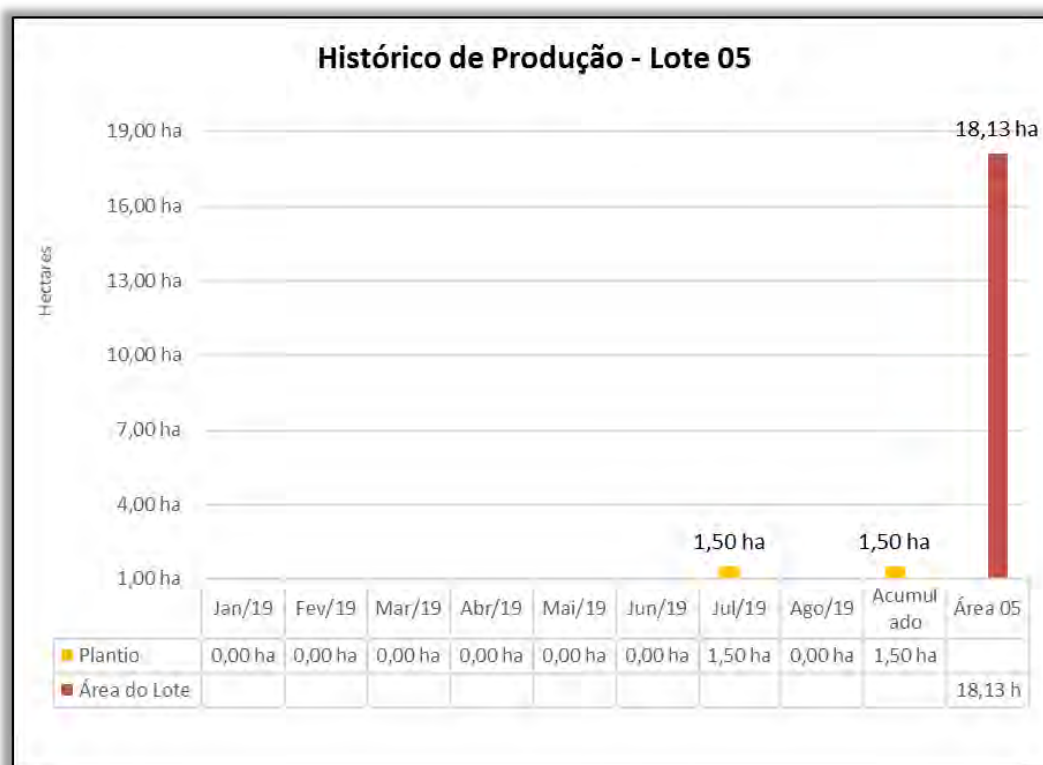 Histórico de Produção - Lote 05
Hectares
19,00 ha
16,00 ha
13,00 ha
10,00 ha
7,00 ha
4,00 ha
1,00 ha
18,13 ha
1,50 ha 1,50 ha
Jan/19 Fev/19 Mar/19 Abr/19 Mai/19 Jun/19 Jul/19 Ago/19 Acumul Área 05
ado
Plantio 0,00 ha 0,00 ha 0,00 ha 0,00 ha 0,00 ha 0,00 ha 1,50 ha 0,00 ha 1,50 ha
Área do Lote 18,13 h